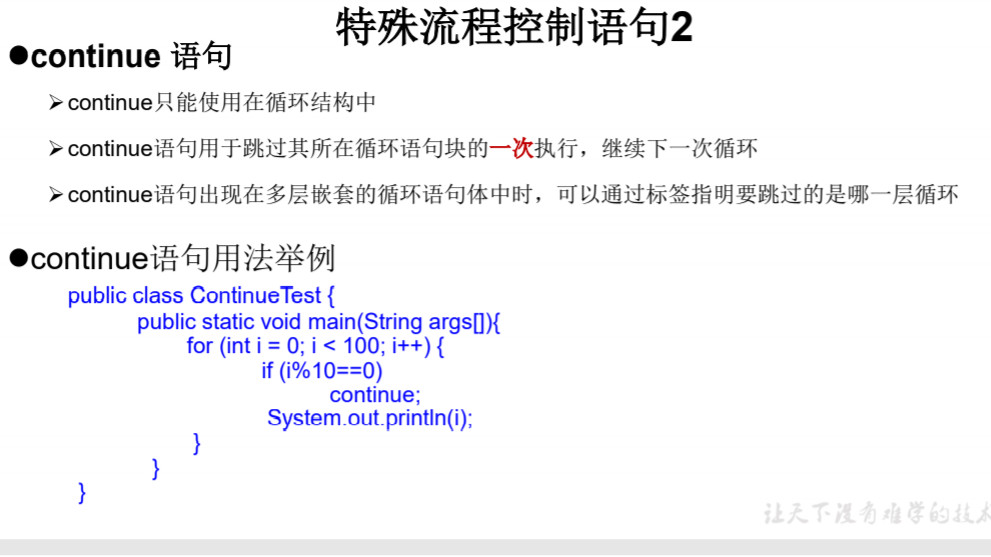 特殊流程控制语句2
●continue 语句
➢continue只能使用在循环结构中
➢continue语句用于跳过其所在循环语句块的一次执行，继续下一次循环
➢continue语句出现在多层嵌套的循环语句体中时，可以通过标签指明要跳过的是哪一层循环
●continue语句用法举例
public class ContinueTest {
public static void main(String args[]){
for (int i = 0; i < 100; i++) {
if (i%10==0)
continue;
System.out.println(i);
}
}
}
让天下没有难学的技术